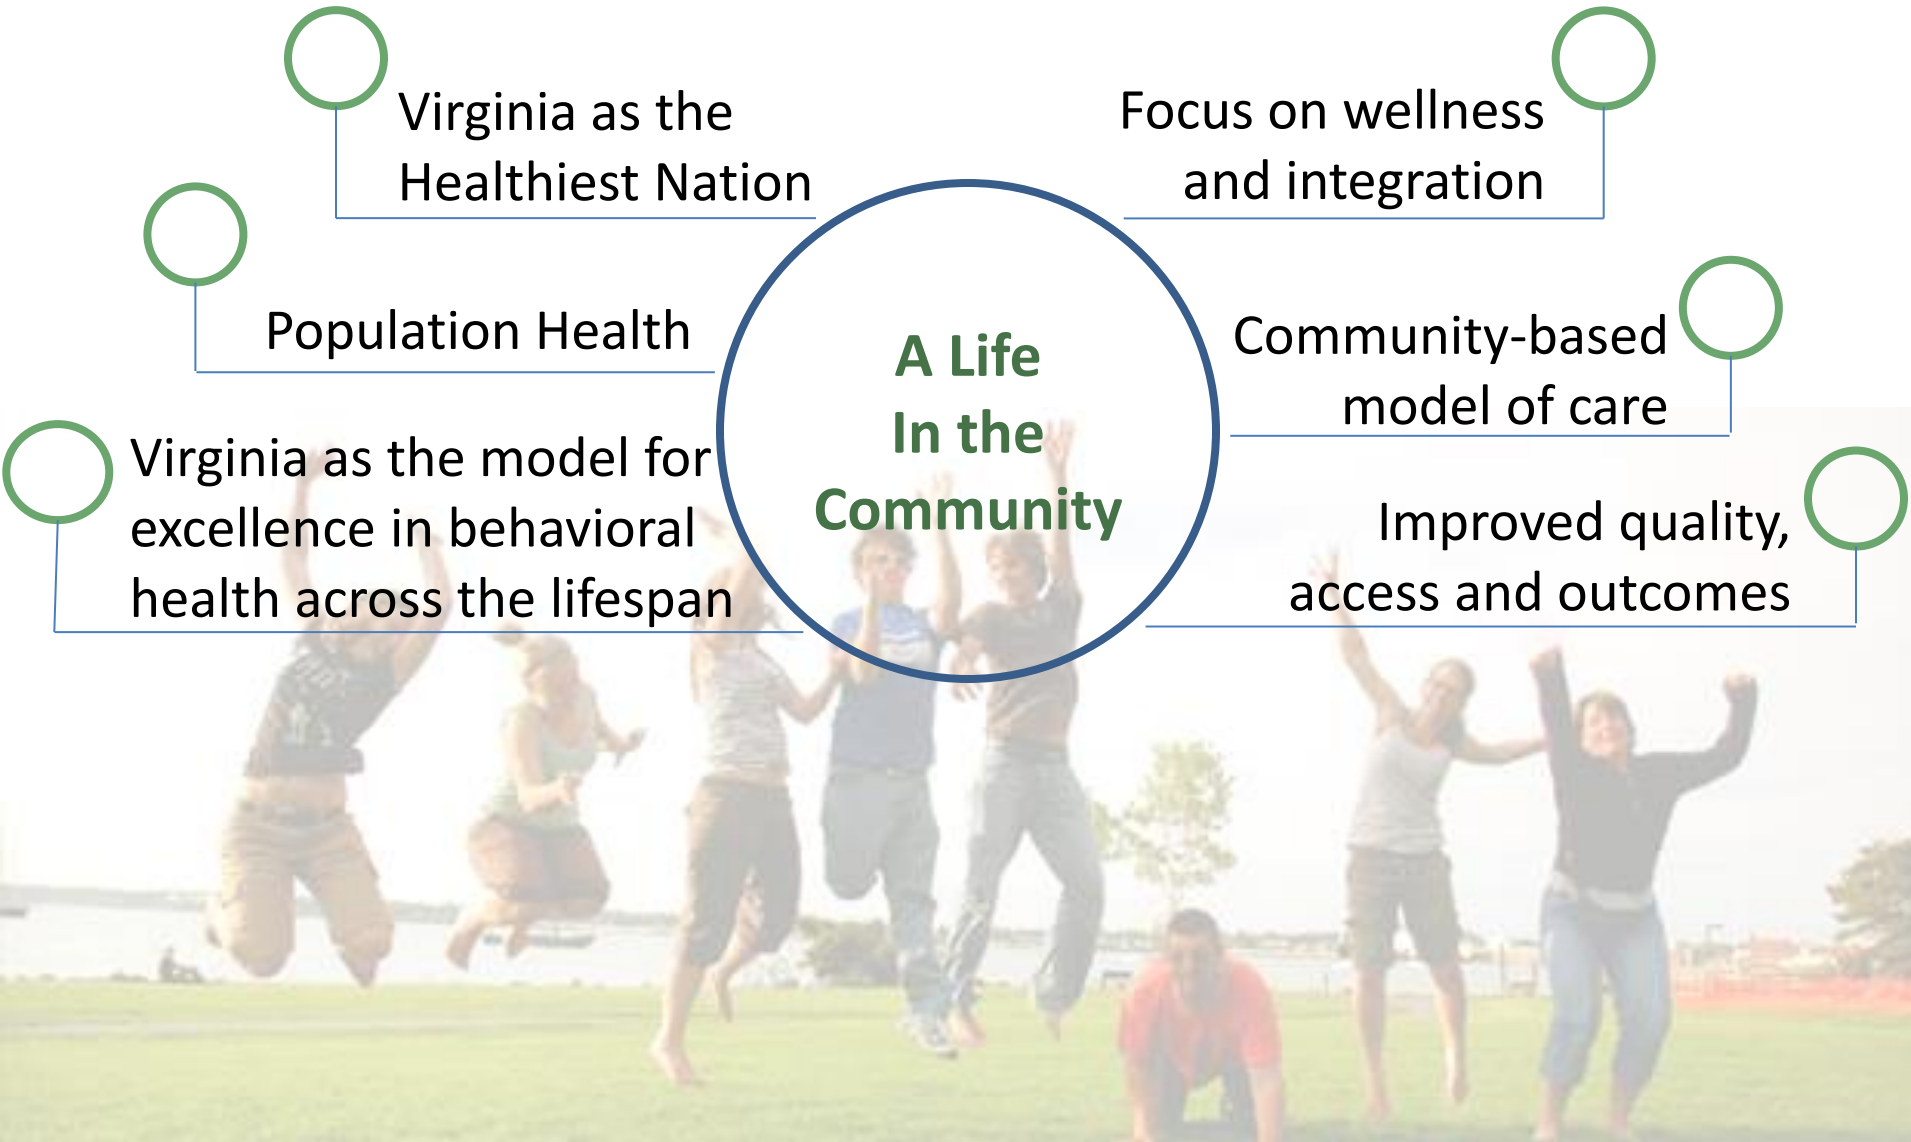 Virginia as the
Healthiest Nation
Population Health
Virginia as the model for
excellence in behavioral
health across the lifespan
A Life
In the
Community
Focus on wellness
and integration
Community-based
model of care
Improved quality,
access and outcomes